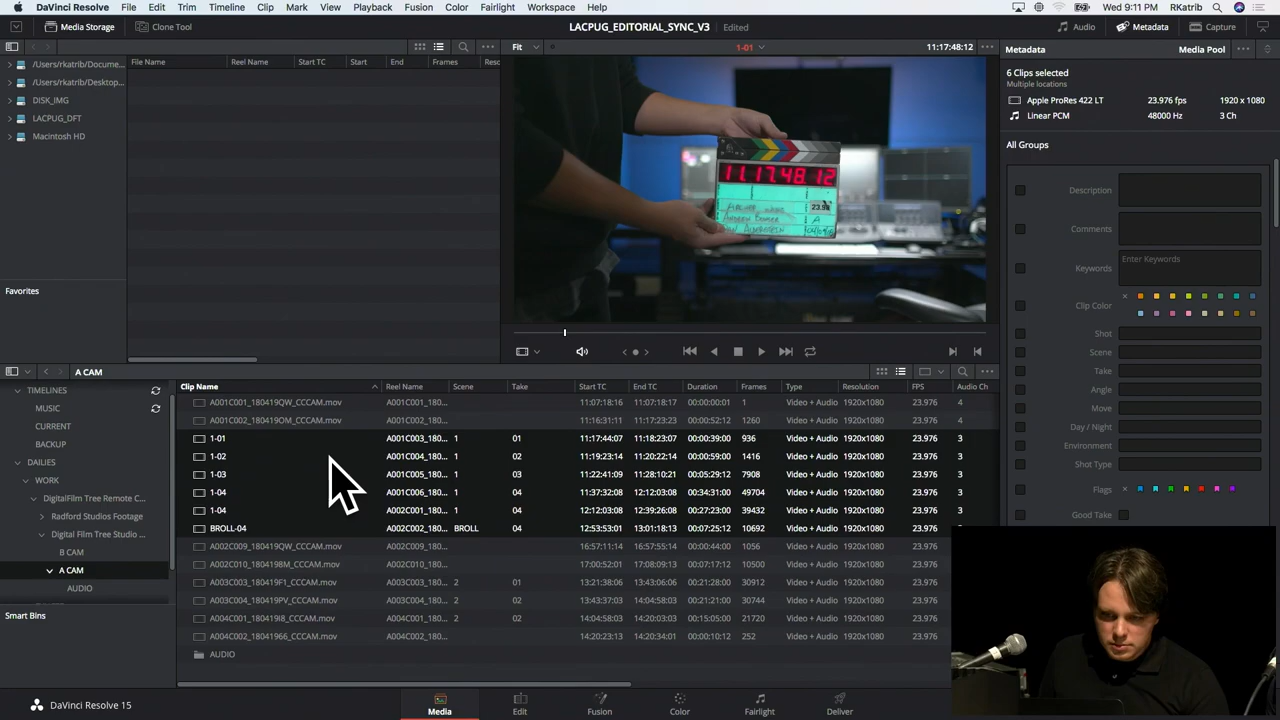 DaVinci Resolve File Edit Trim Timeline Clip Mark View Playback Fusion Color Fairlight Workspace Help Wed 9:11 PM RKatrib
Media Storage Clone Tool LACPUG_EDITORIAL_SYNC_V3 Edited Audio Metadata Capture
Fit 1-01 11:17:48:12 Metadata Media Pool
File Name Reel Name Start TC Start End Frames Reso
/Users/rkatrib/Docume...
/Users/rkatrib/Desktop...
DISK_IMG
LACPUG_DFT
Macintosh HD
Favorites
11.17.48.12
23.98
A
6 Clips selected
Multiple locations
Apple ProRes 422 LT 23.976 fps 1920 x 1080
Linear PCM 48000 Hz 3 Ch
All Groups
Description
Comments
Keywords Enter Keywords
Clip Color
Shot
Scene
Take
Angle
Move
Day / Night
Environment
Shot Type
Flags
Good Take
A CAM
TIMELINES
MUSIC
CURRENT
BACKUP
DAILIES
WORK
DigitalFilm Tree Remote C...
Radford Studios Footage
Digital Film Tree Studio ...
B CAM
A CAM
AUDIO
Smart Bins
Clip Name Reel Name Scene Take Start TC End TC Duration Frames Type Resolution FPS Audio Ch
A01C001_180419QW_CCCAM.mov A01C001_180... 11:07:18:16 11:07:18:17 00:00:00:01 1 Video + Audio 1920x1080 23.976 4
A01C002_180419OM_CCCAM.mov A01C002_180... 11:16:31:11 11:17:23:23 00:00:52:12 1260 Video + Audio 1920x1080 23.976 4
1-01 A001C003_180... 1 01 11:17:44:07 11:18:23:07 00:00:39:00 936 Video + Audio 1920x1080 23.976 3
1-02 A001C004_180... 1 02 11:19:23:14 11:20:22:14 00:00:59:00 1416 Video + Audio 1920x1080 23.976 3
1-03 A001C005_180... 1 03 11:22:41:09 11:28:10:21 00:05:29:12 7908 Video + Audio 1920x1080 23.976 3
1-04 A001C006_180... 1 04 11:37:32:08 12:12:03:08 00:34:31:00 49704 Video + Audio 1920x1080 23.976 3
1-04 A002C001_180... 1 04 12:12:03:08 12:39:26:08 00:27:23:00 39432 Video + Audio 1920x1080 23.976 3
BROLL-04 A002C002_180... BROLL 04 12:53:53:01 13:01:18:13 00:07:25:12 10692 Video + Audio 1920x1080 23.976 3
A002C009_180419QW_CCCAM.mov A002C009_180... 16:57:11:14 16:57:55:14 00:00:44:00 1056 Video + Audio 1920x1080 23.976
A002C010_1804198M_CCCAM.mov A002C010_180... 17:00:52:01 17:08:09:13 00:07:17:12 10500 Video + Audio 1920x1080 23.976
A003C003_180419F1_CCCAM.mov A003C003_180... 2 01 13:21:38:06 13:43:06:06 00:21:28:00 30912 Video + Audio 1920x1080 23.976
A003C004_180419PV_CCCAM.mov A003C004_180... 2 02 13:43:37:03 14:04:58:03 00:21:21:00 30744 Video + Audio 1920x1080 23.976
A004C001_180419I8_CCCAM.mov A004C001_180... 2 02 14:04:58:03 14:20:03:03 00:15:05:00 21720 Video + Audio 1920x1080 23.976
A004C002_18041966_CCCAM.mov A004C002_180... 14:20:23:13 14:20:34:01 00:00:10:12 252 Video + Audio 1920x1080 23.976
AUDIO
DaVinci Resolve 15 Media Edit Fusion Color Fairlight Deliver